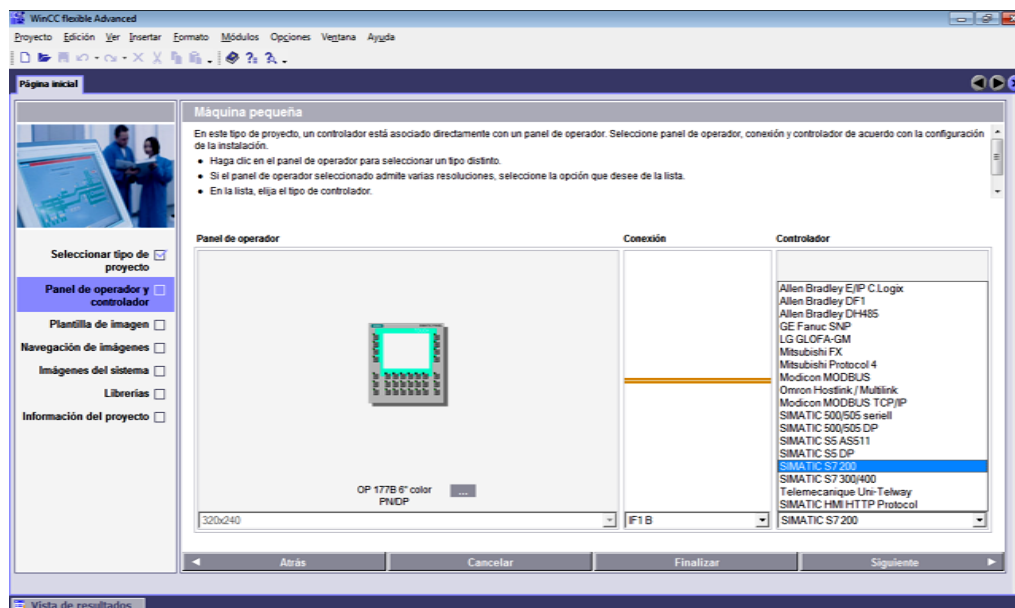 WinCC flexible Advanced
Proyecto Edición Ver Insertar Formato Módulos Opciones Ventana Ayuda
Página inicial
Máquina pequeña
En este tipo de proyecto, un controlador está asociado directamente con un panel de operador. Seleccione panel de operador, conexión y controlador de acuerdo con la configuración
de la instalación.
• Haga clic en el panel de operador para seleccionar un tipo distinto.
• Si el panel de operador seleccionado admite varias resoluciones, seleccione la opción que desee de la lista.
• En la lista, elija el tipo de controlador.
Seleccionar tipo de
proyecto
Panel de operador y
controlador
Plantilla de imagen
Navegación de imágenes
Imágenes del sistema
Librerías
Información del proyecto
Panel de operador
OP 177B 6" color
PN/DP
...
320x240
Conexión
IF1 B
Controlador
Allen Bradley E/IP C.Logix
Allen Bradley DF1
Allen Bradley DH485
GE Fanuc SNP
LG GLOFA-GM
Mitsubishi FX
Mitsubishi Protocol 4
Modicon MODBUS
Omron Hostlink / Multilink
Modicon MODBUS TCP/IP
SIMATIC 500/505 seriell
SIMATIC 500/505 DP
SIMATIC S5 AS511
SIMATIC S5 DP
SIMATIC S7 200
SIMATIC S7 300/400
Telemecanique Uni-Telway
SIMATIC HMI HTTP Protocol
SIMATIC S7 200
Atrás
Cancelar
Finalizar
Siguiente
Vista de resultados